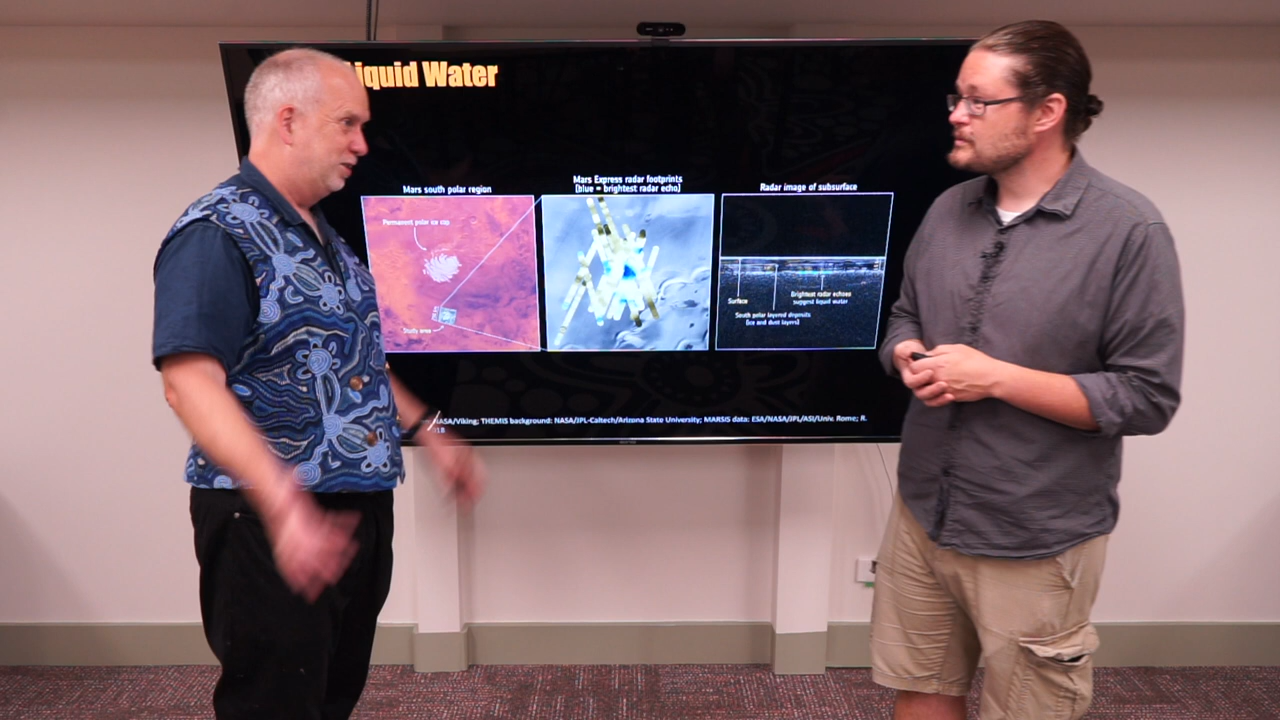 iquid Water
Mars south polar region
Mars Express radar footprints
[blue = brightest radar echo]
Radar image of subsurface
Permanent polar ice cap
Study area
Surface
Brightest radar echoes
suggest liquid water
South polar layered deposits
[ice and dust layers]
NASA/Viking; THEMIS background: NASA/JPL-Caltech/Arizona State University; MARSIS data: ESA/NASA/JPL/ASI/Univ. Rome; R.
18